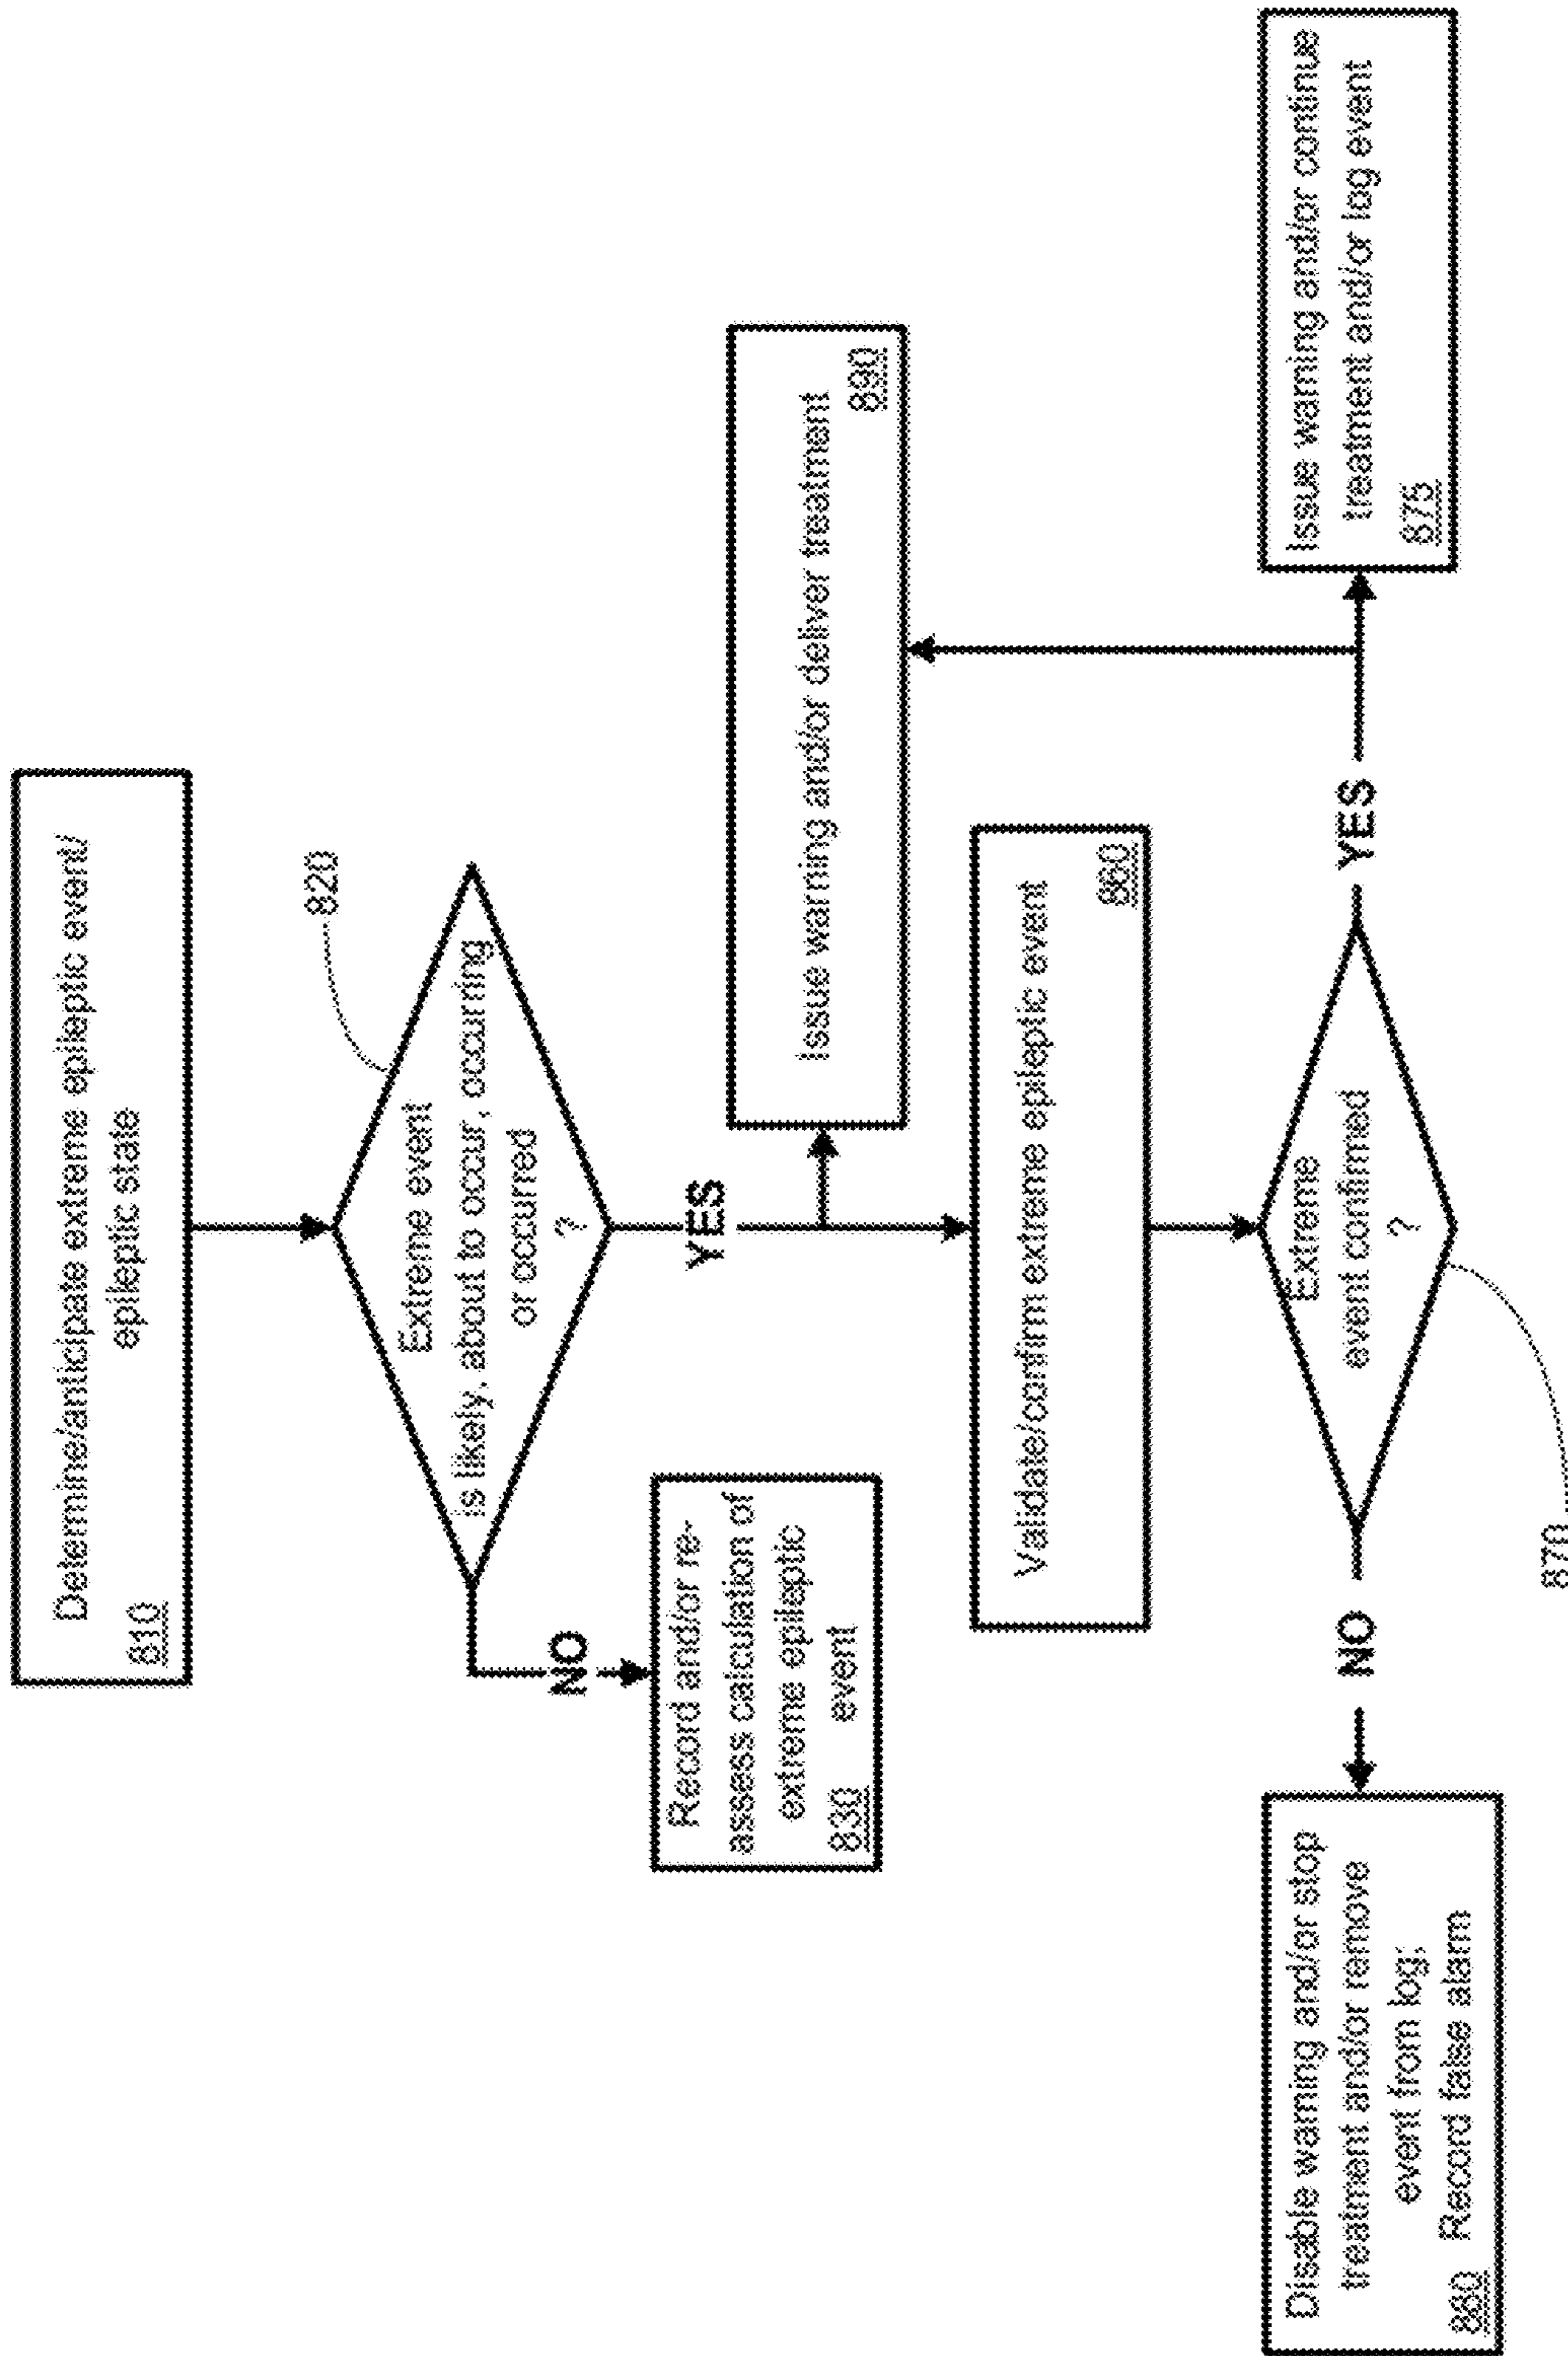 Determine/anticipate extreme epileptic event/
epileptic state
810
820
Extreme event
is likely, about to occur, occurring
or occurred
?
NO
Record and/or re-
assess calculation of
extreme epileptic
830 event
YES
Issue warning and/or deliver treatment
890
Validate/confirm extreme epileptic event
860
Extreme
event confirmed
?
870
NO
Disable warning and/or stop
treatment and/or remove
event from log;
880 Record false alarm
YES
Issue warning and/or continue
treatment and/or log event
875